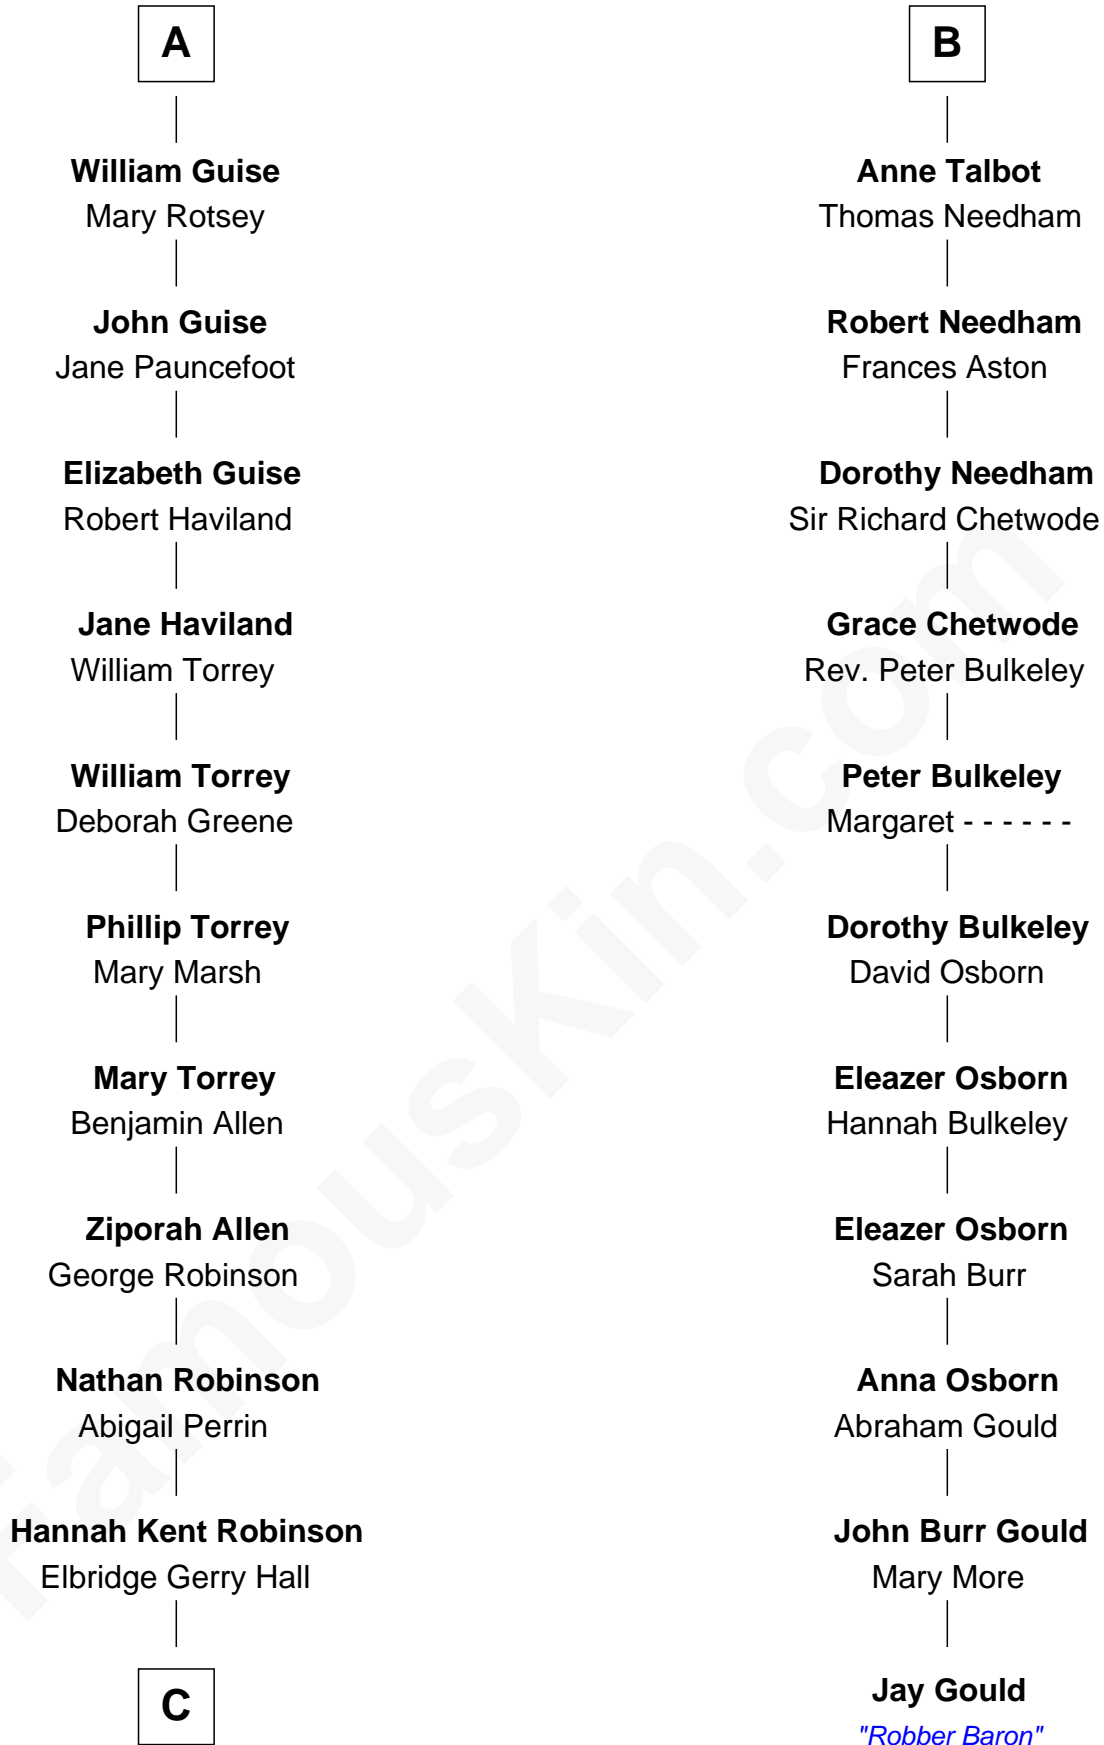 A
William Guise
Mary Rotsey
John Guise
Jane Pauncefoot
Elizabeth Guise
Robert Haviland
Jane Haviland
William Torrey
William Torrey
Deborah Greene
Phillip Torrey
Mary Marsh
Mary Torrey
Benjamin Allen
Ziporah Allen
George Robinson
Nathan Robinson
Abigail Perrin
Hannah Kent Robinson
Elbridge Gerry Hall
C
B
Anne Talbot
Thomas Needham
Robert Needham
Frances Aston
Dorothy Needham
Sir Richard Chetwode
Grace Chetwode
Rev. Peter Bulkeley
Peter Bulkeley
Margaret - - - - - -
Dorothy Bulkeley
David Osborn
Eleazer Osborn
Hannah Bulkeley
Eleazer Osborn
Sarah Burr
Anna Osborn
Abraham Gould
John Burr Gould
Mary More
Jay Gould
"Robber Baron"
FamousKin.com